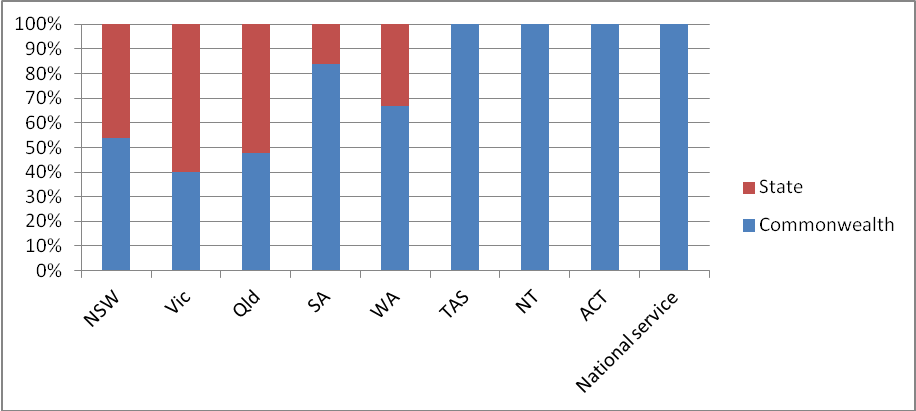 100%
90%
80%
70%
60%
50%
40%
30%
20%
10%
0%
NSW
Vic
Qld
SA
WA
TAS
NT
ACT
National service
State
Commonwealth